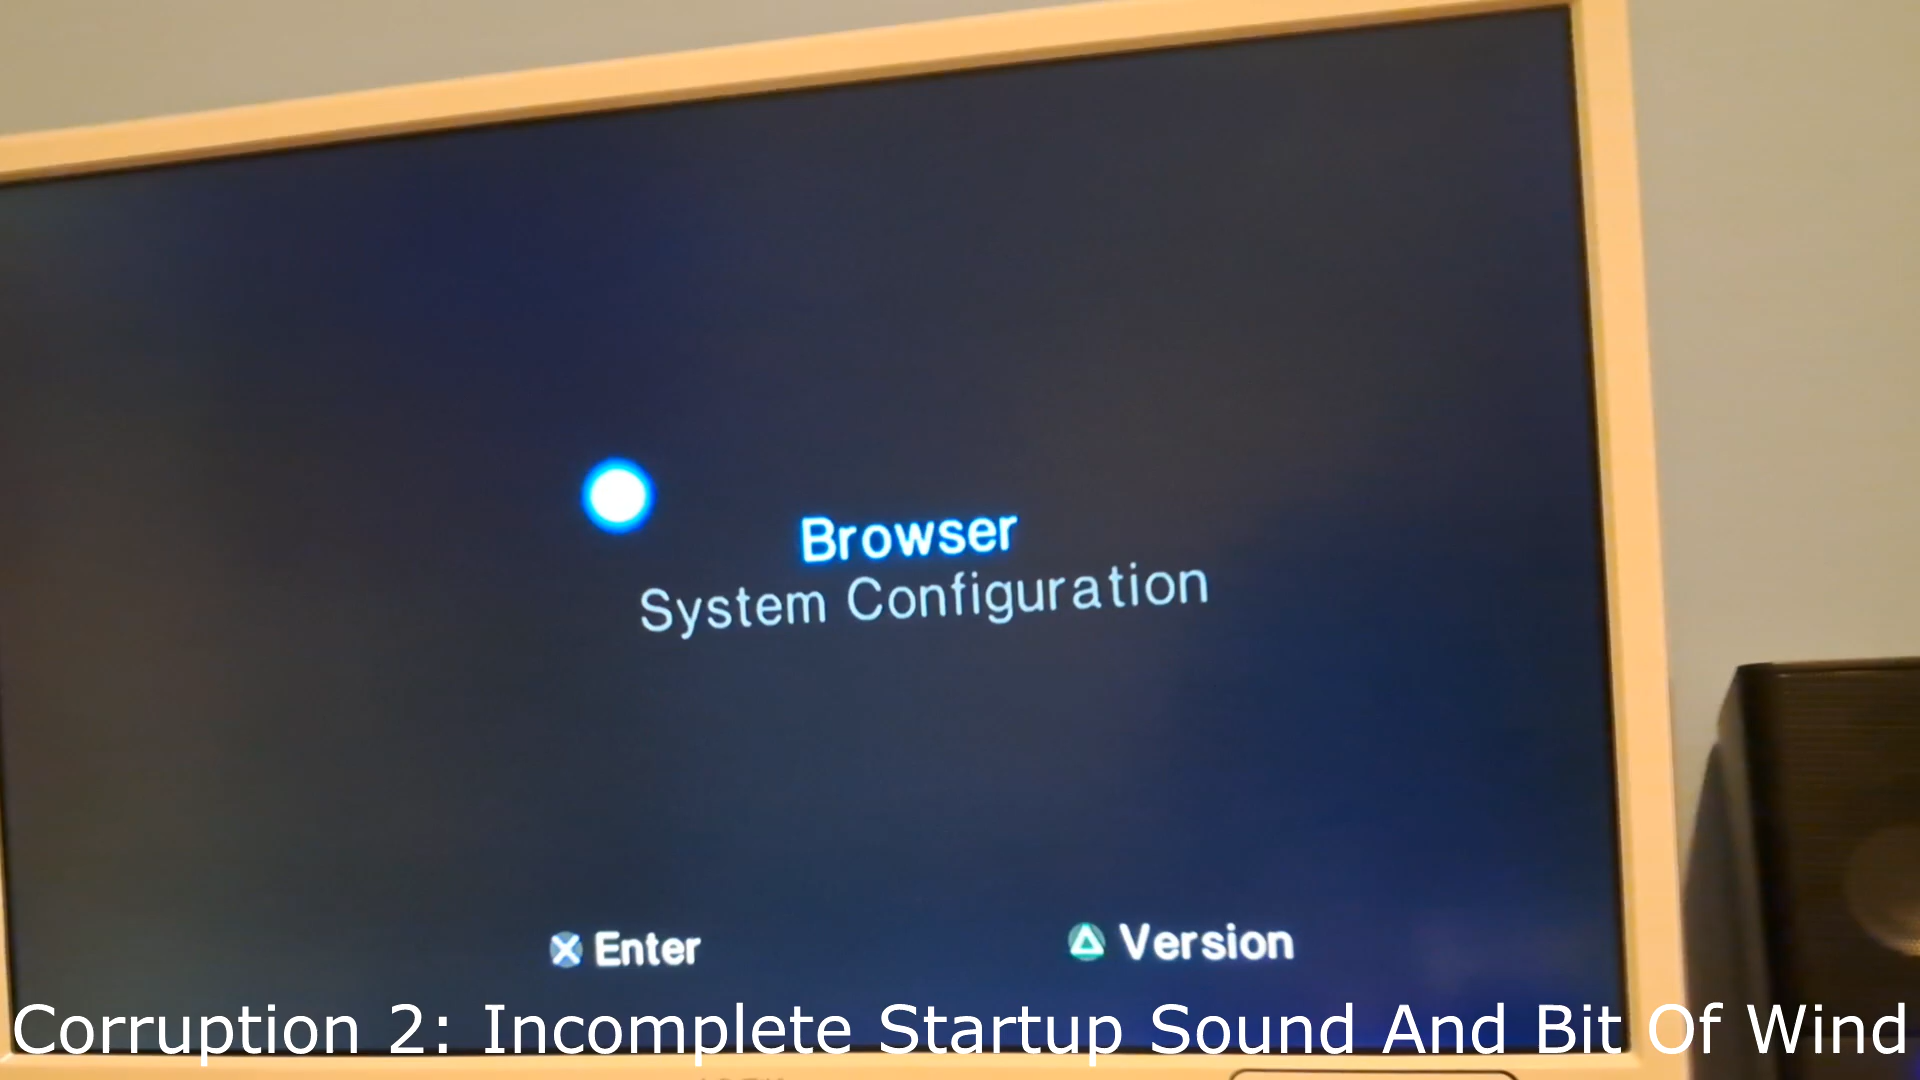 Browser
System Configuration
Enter
Version
Corruption 2: Incomplete Startup Sound And Bit Of Wind